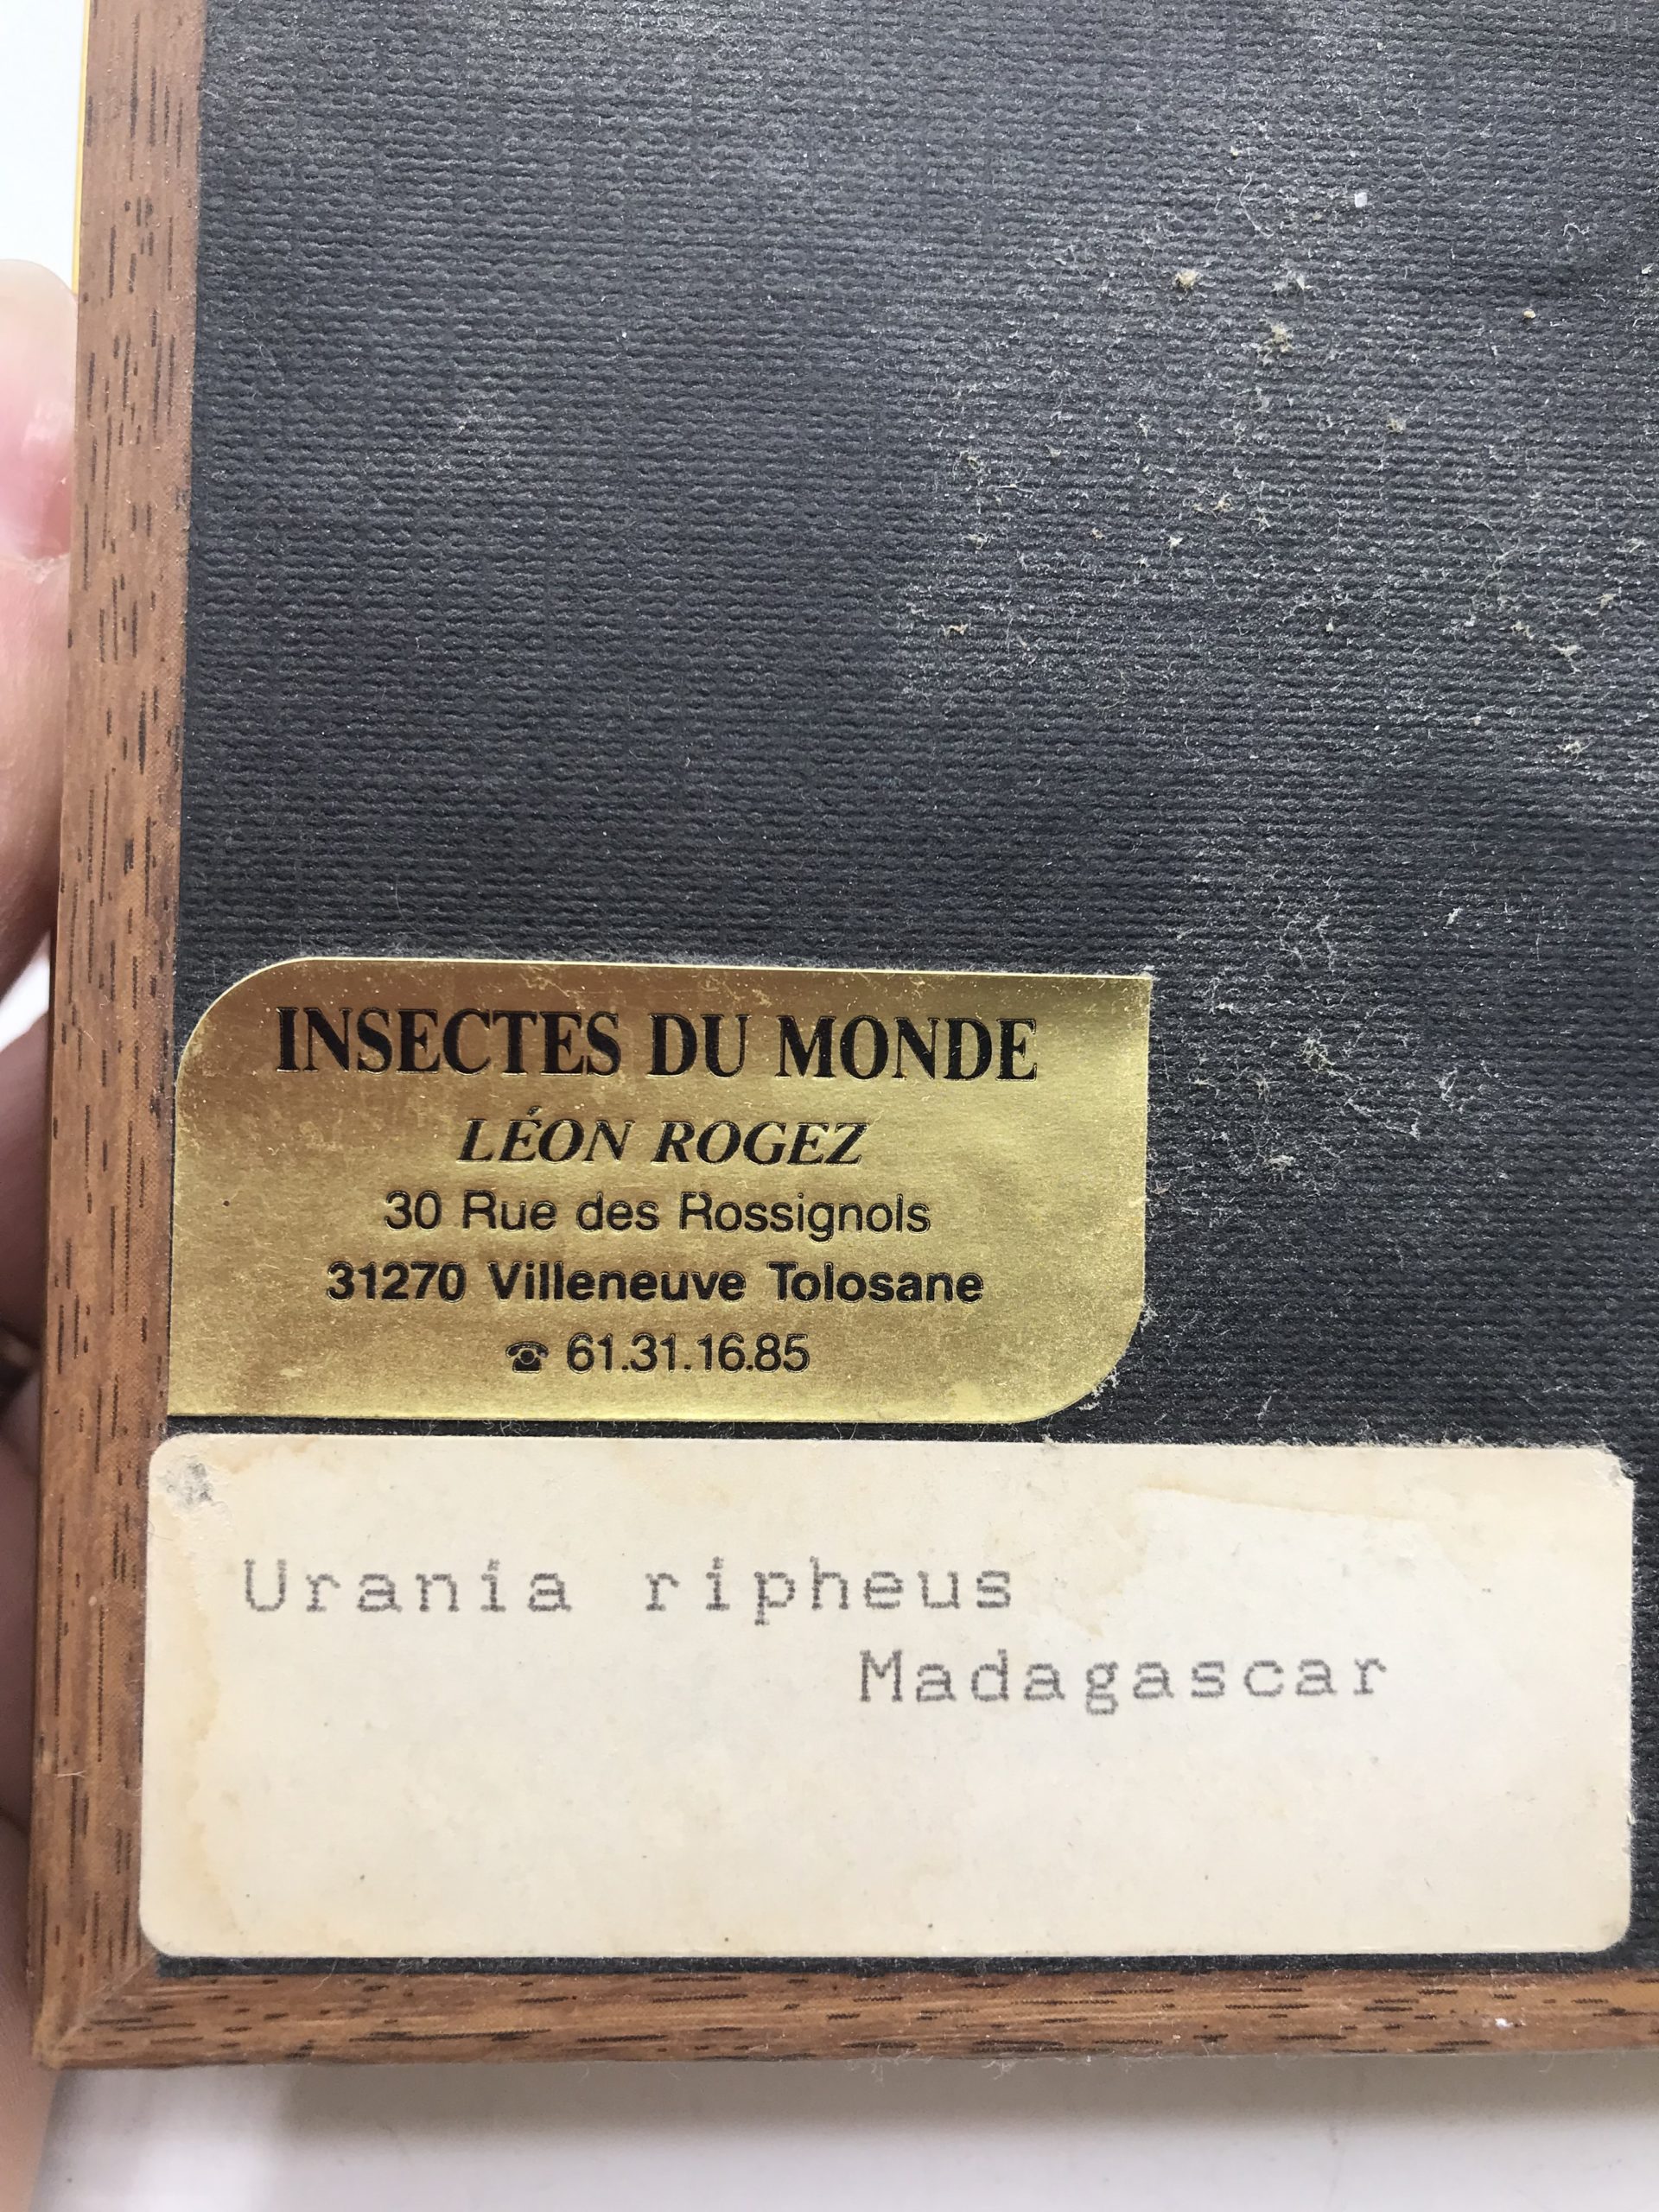 INSECTES DU MONDE
LÉON ROGEZ
30 Rue des Rossignols
31270 Villeneuve Tolosane
☎ 61.31.16.85
Urania ripheus
Madagascar